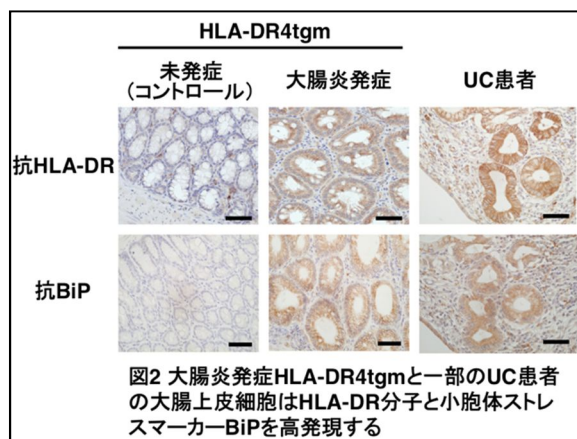 HLA-DR4tgm
未発症
(コントロール)
大腸炎発症
UC患者
抗HLA-DR
抗BiP
図2 大腸炎発症HLA-DR4tgmと一部のUC患者
の大腸上皮細胞はHLA-DR分子と小胞体ストレ
スマーカーBiPを高発現する